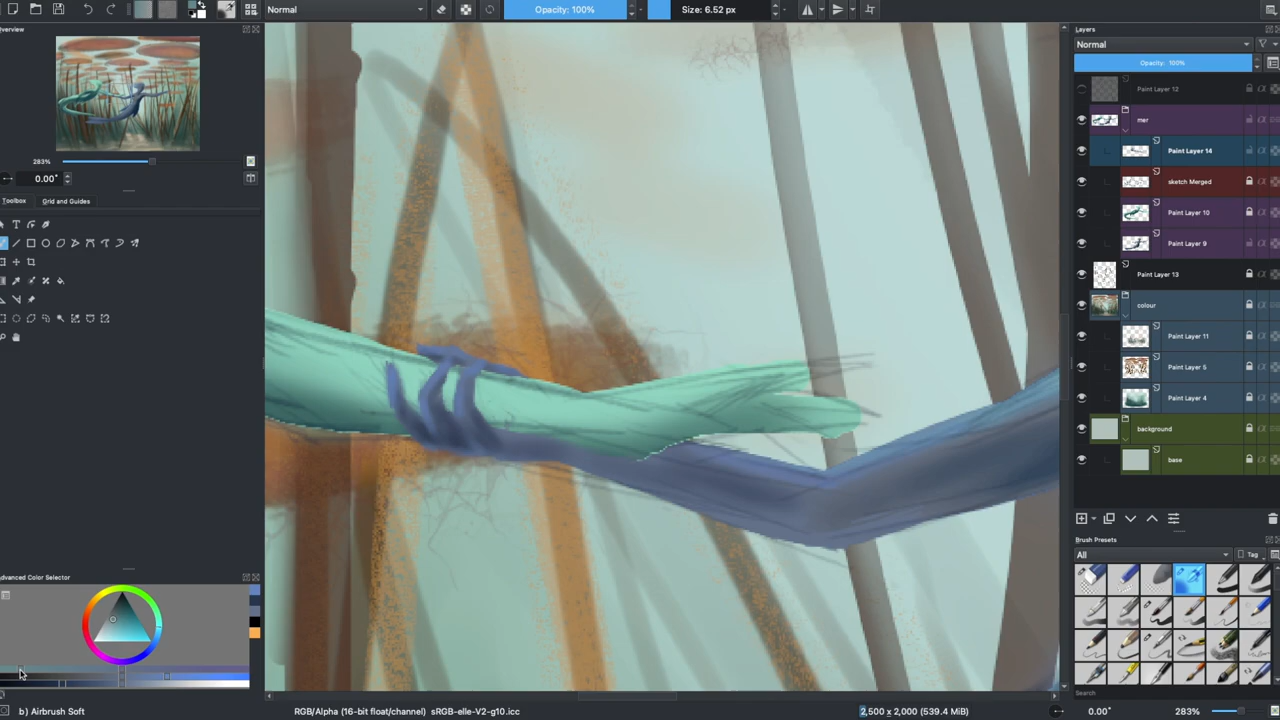 Normal
Opacity: 100%
Size: 6.52 px
verview
283%
0.00°
Toolbox
Grid and Guides
dvanced Color Selector
b) Airbrush Soft
RGB/Alpha (16-bit float/channel) sRGB-elle-V2-g10.icc
2,500 x 2,000 (539.4 MiB)
0.00°
283%
Layers
Normal
Opacity: 100%
Paint Layer 12
mer
Paint Layer 14
sketch Merged
Paint Layer 10
Paint Layer 9
Paint Layer 13
colour
Paint Layer 11
Paint Layer 5
Paint Layer 4
background
base
Brush Presets
All
Tag
Search